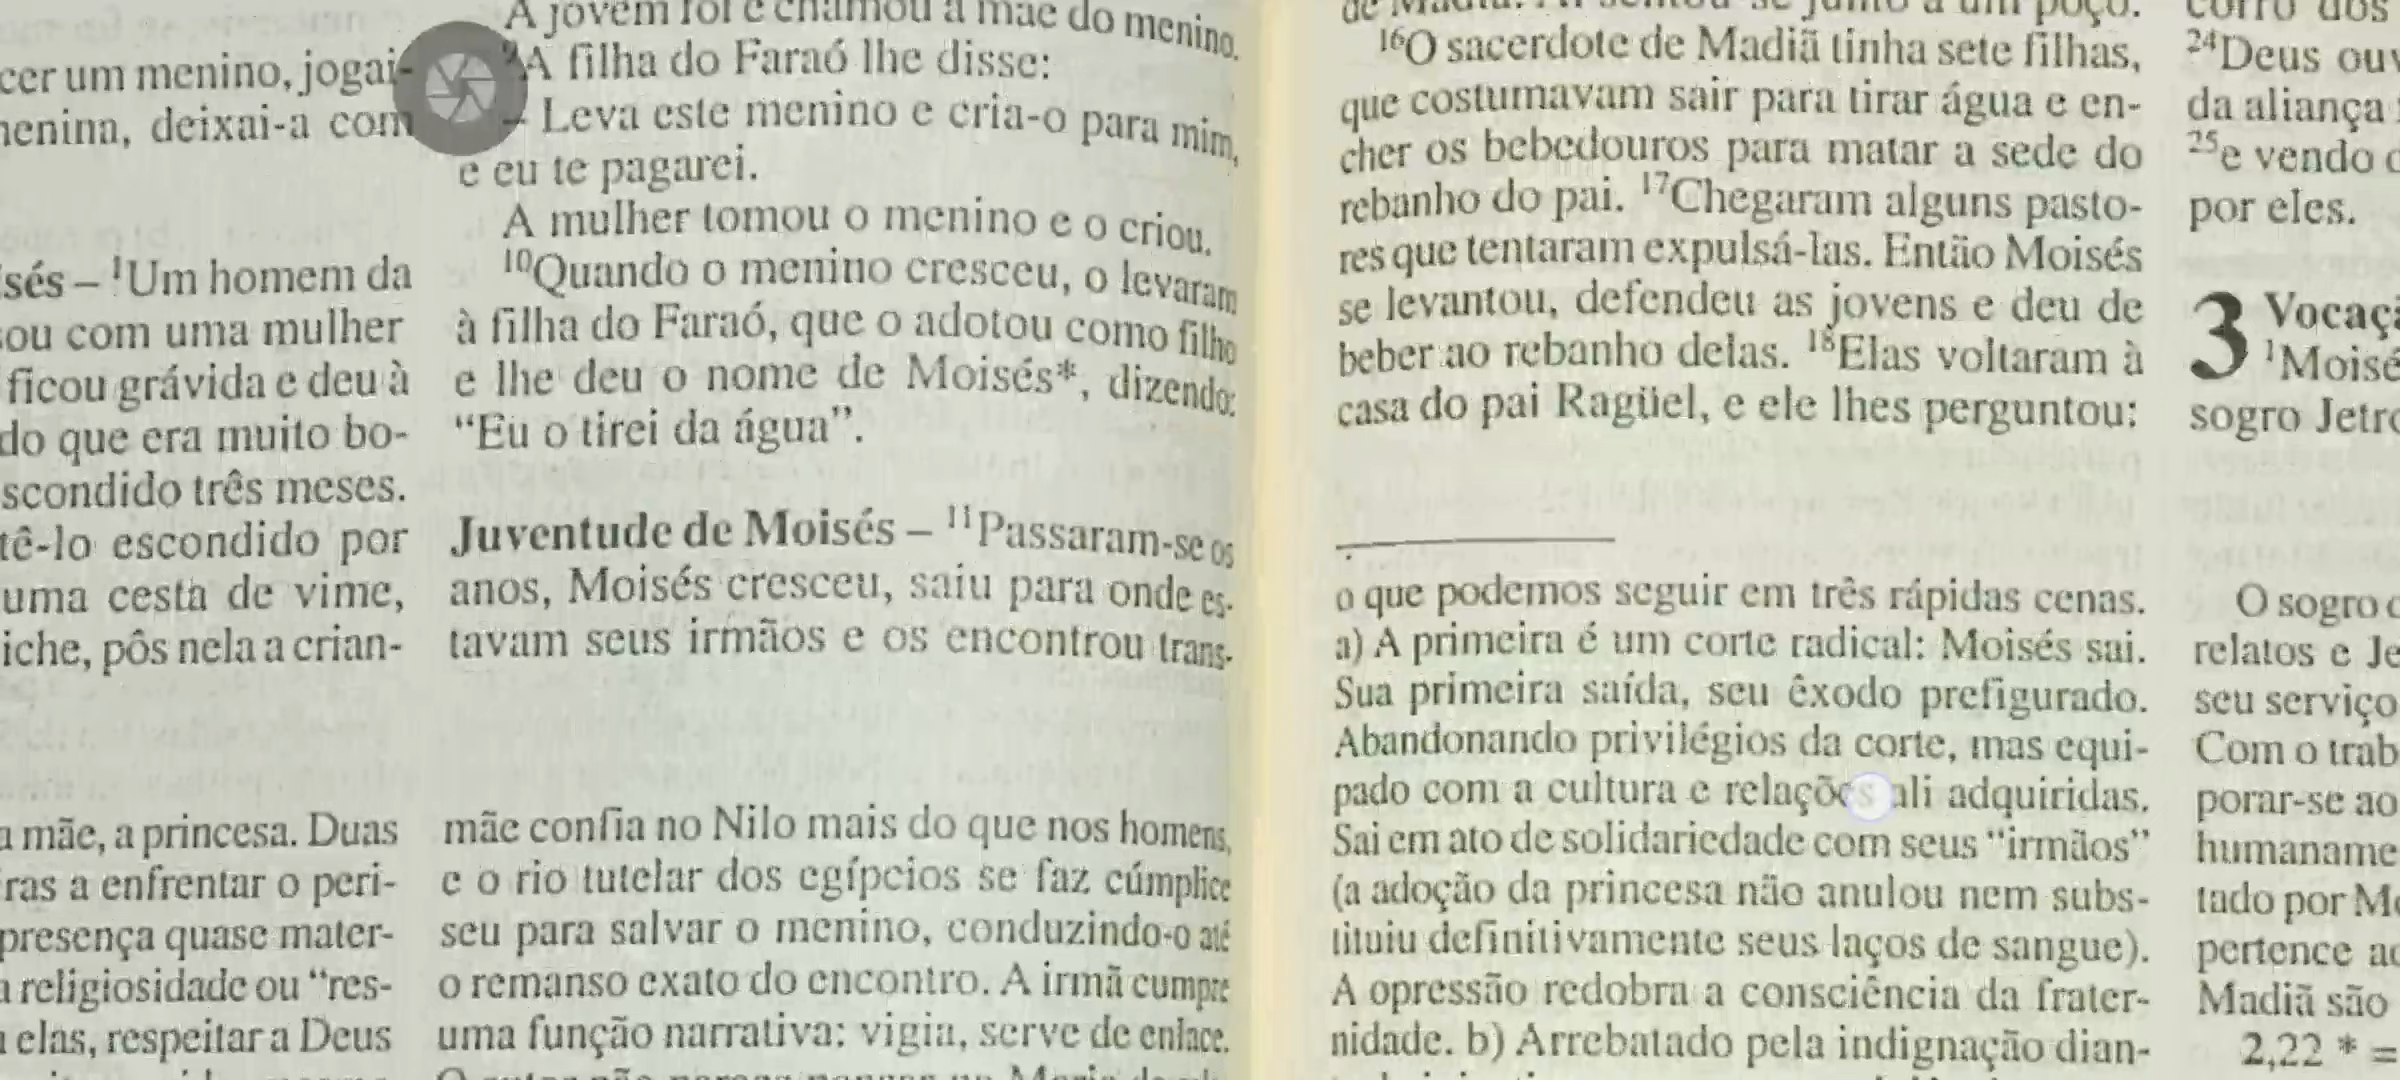 cer um menino, jogai-
menina, deixai-a com
sés – ¹Um homem da
ou com uma mulher
ficou grávida e deu à
do que era muito bo-
scondido três meses.
tê-lo escondido por
uma cesta de vime,
iche, pôs nela a crian-
a mãe, a princesa. Duas
ras a enfrentar o peri-
presença quase mater-
a religiosidade ou “res-
elas, respeitar a Deus
A jovem foi e chamou a mãe do menino.
⁹A filha do Faraó lhe disse:
– Leva este menino e cria-o para mim,
e eu te pagarei.
A mulher tomou o menino e o criou.
¹⁰Quando o menino cresceu, o levaram
à filha do Faraó, que o adotou como filho
e lhe deu o nome de Moisés*, dizendo:
“Eu o tirei da água”.
Juventude de Moisés – ¹¹Passaram-se os
anos, Moisés cresceu, saiu para onde es-
tavam seus irmãos e os encontrou trans-
mãe confia no Nilo mais do que nos homens,
e o rio tutelar dos egípcios se faz cúmplice
seu para salvar o menino, conduzindo-o até
o remanso exato do encontro. A irmã cumpre
uma função narrativa: vigia, serve de enlace.
¹⁶O sacerdote de Madiã tinha sete filhas,
que costumavam sair para tirar água e en-
cher os bebedouros para matar a sede do
rebanho do pai. ¹⁷Chegaram alguns pasto-
res que tentaram expulsá-las. Então Moisés
se levantou, defendeu as jovens e deu de
beber ao rebanho delas. ¹⁸Elas voltaram à
casa do pai Ragüel, e ele lhes perguntou:
o que podemos seguir em três rápidas cenas.
a) A primeira é um corte radical: Moisés sai.
Sua primeira saída, seu êxodo prefigurado.
Abandonando privilégios da corte, mas equi-
pado com a cultura e relações ali adquiridas.
Sai em ato de solidariedade com seus “irmãos”
(a adoção da princesa não anulou nem subs-
tituiu definitivamente seus laços de sangue).
A opressão redobra a consciência da frater-
nidade. b) Arrebatado pela indignação dian-
corro dos
²⁴Deus ouv
da aliança
²⁵e vendo
por eles.
3 Vocaç
¹Moisé
sogro Jetro
O sogro
relatos e Je
seu serviço
Com o trab
porar-se ao
humaname
tado por Mo
pertence ao
Madiã são
2,22 * =